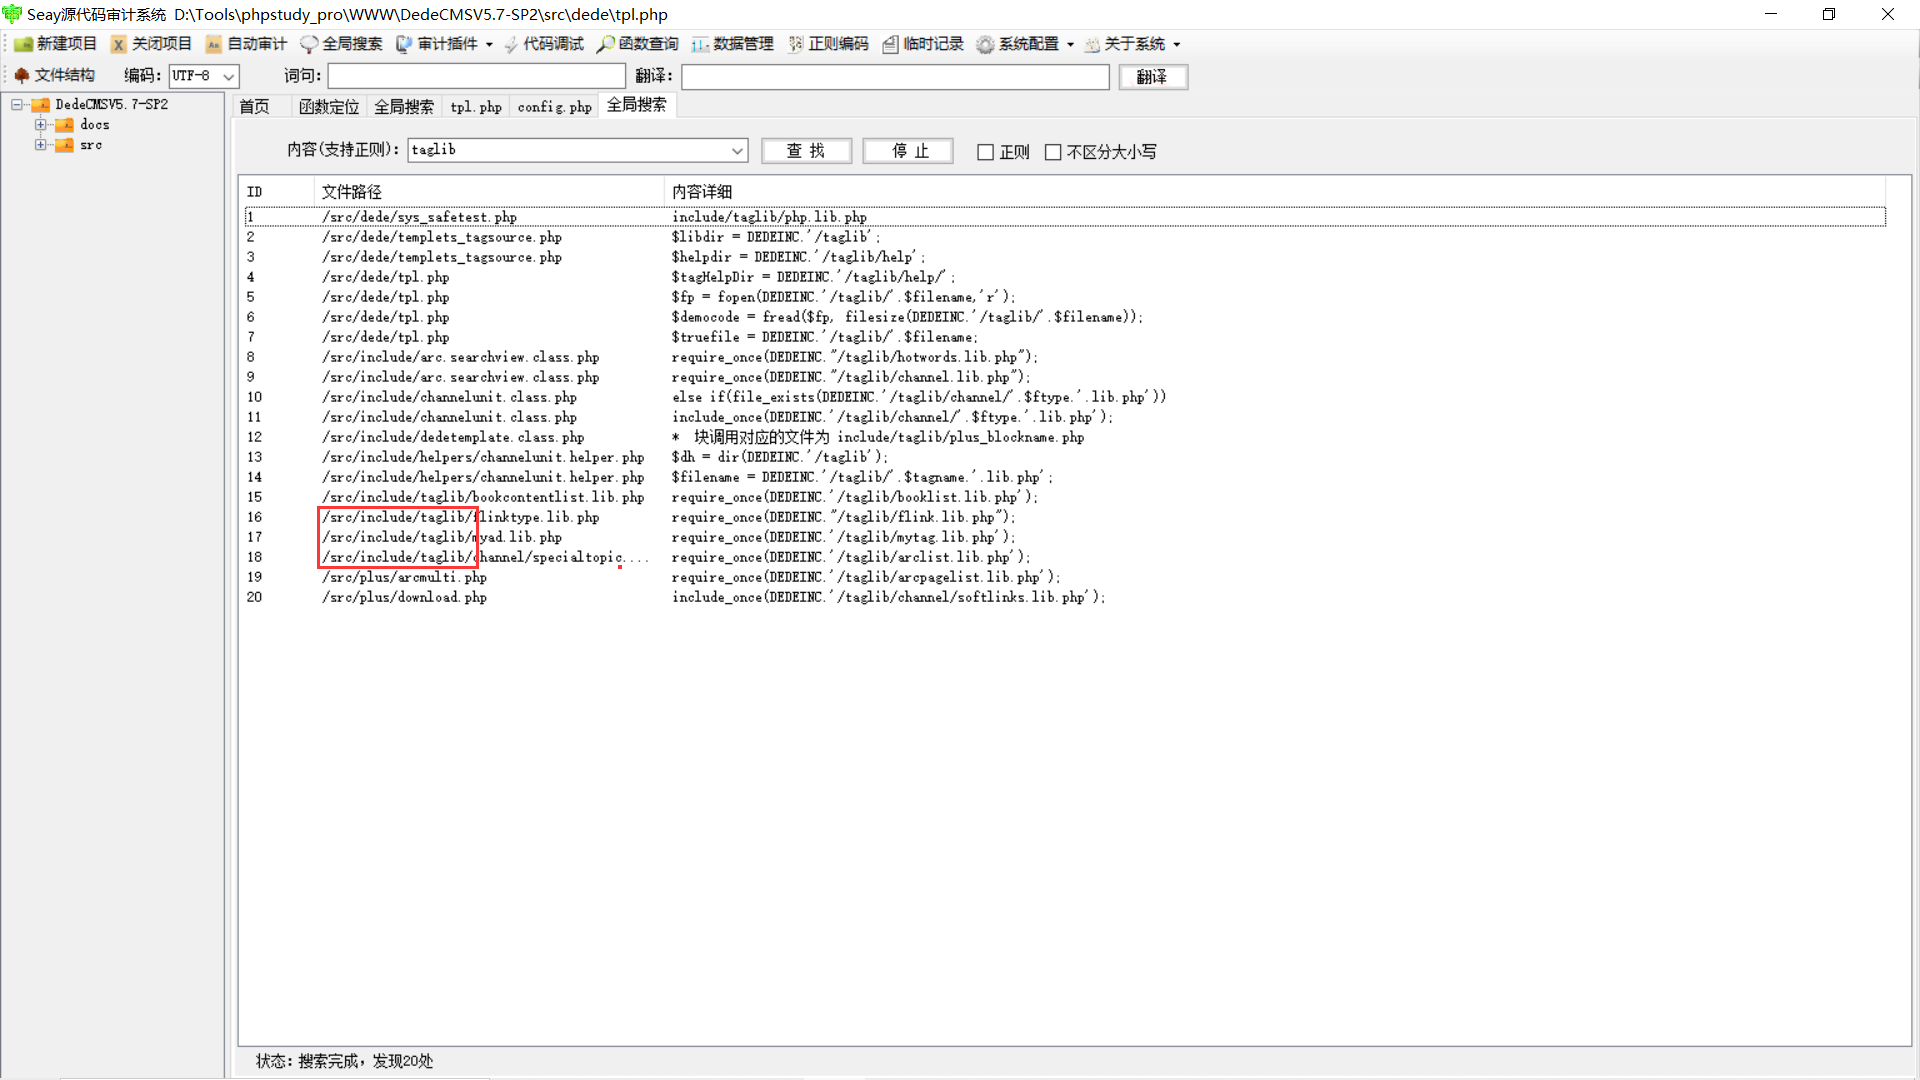 Seay源代码审计系统 D:\Tools\phpstudy_pro\WWW\DedeCMSV5.7-SP2\src\dede\tpl.php
新建项目 关闭项目 自动审计 全局搜索 审计插件 代码调试 函数查询 数据管理 正则编码 临时记录 系统配置 关于系统
文件结构 编码: UTF-8 词句: 翻译: 翻译
DedeCMSV5.7-SP2
docs
src
首页 函数定位 全局搜索 tpl.php config.php 全局搜索
内容(支持正则): taglib 查 找 停 止 正则 不区分大小写
ID 文件路径 内容详细
1 /src/dede/sys_safetest.php include/taglib/php.lib.php
2 /src/dede/templets_tagsource.php $libdir = DEDEINC.'/taglib';
3 /src/dede/templets_tagsource.php $helpdir = DEDEINC.'/taglib/help';
4 /src/dede/tpl.php $tagHelpDir = DEDEINC.'/taglib/help/';
5 /src/dede/tpl.php $fp = fopen(DEDEINC.'/taglib/'.$filename,'r');
6 /src/dede/tpl.php $democode = fread($fp, filesize(DEDEINC.'/taglib/'.$filename));
7 /src/dede/tpl.php $truefile = DEDEINC.'/taglib/'.$filename;
8 /src/include/arc.searchview.class.php require_once(DEDEINC."/taglib/hotwords.lib.php");
9 /src/include/arc.searchview.class.php require_once(DEDEINC."/taglib/channel.lib.php");
10 /src/include/channelunit.class.php else if(file_exists(DEDEINC.'/taglib/channel/'.$ftype.'.lib.php'))
11 /src/include/channelunit.class.php include_once(DEDEINC.'/taglib/channel/'.$ftype.'.lib.php');
12 /src/include/dedetemplate.class.php * 块调用对应的文件为 include/taglib/plus_blockname.php
13 /src/include/helpers/channelunit.helper.php $dh = dir(DEDEINC.'/taglib');
14 /src/include/helpers/channelunit.helper.php $filename = DEDEINC.'/taglib/'.$tagname.'.lib.php';
15 /src/include/taglib/bookcontentlist.lib.php require_once(DEDEINC.'/taglib/booklist.lib.php');
16 /src/include/taglib/flinktype.lib.php require_once(DEDEINC."/taglib/flink.lib.php");
17 /src/include/taglib/myad.lib.php require_once(DEDEINC.'/taglib/mytag.lib.php');
18 /src/include/taglib/channel/specialtopic.... require_once(DEDEINC.'/taglib/arclist.lib.php');
19 /src/plus/arcmulti.php require_once(DEDEINC.'/taglib/arcpagelist.lib.php');
20 /src/plus/download.php include_once(DEDEINC.'/taglib/channel/softlinks.lib.php');
状态: 搜索完成，发现20处